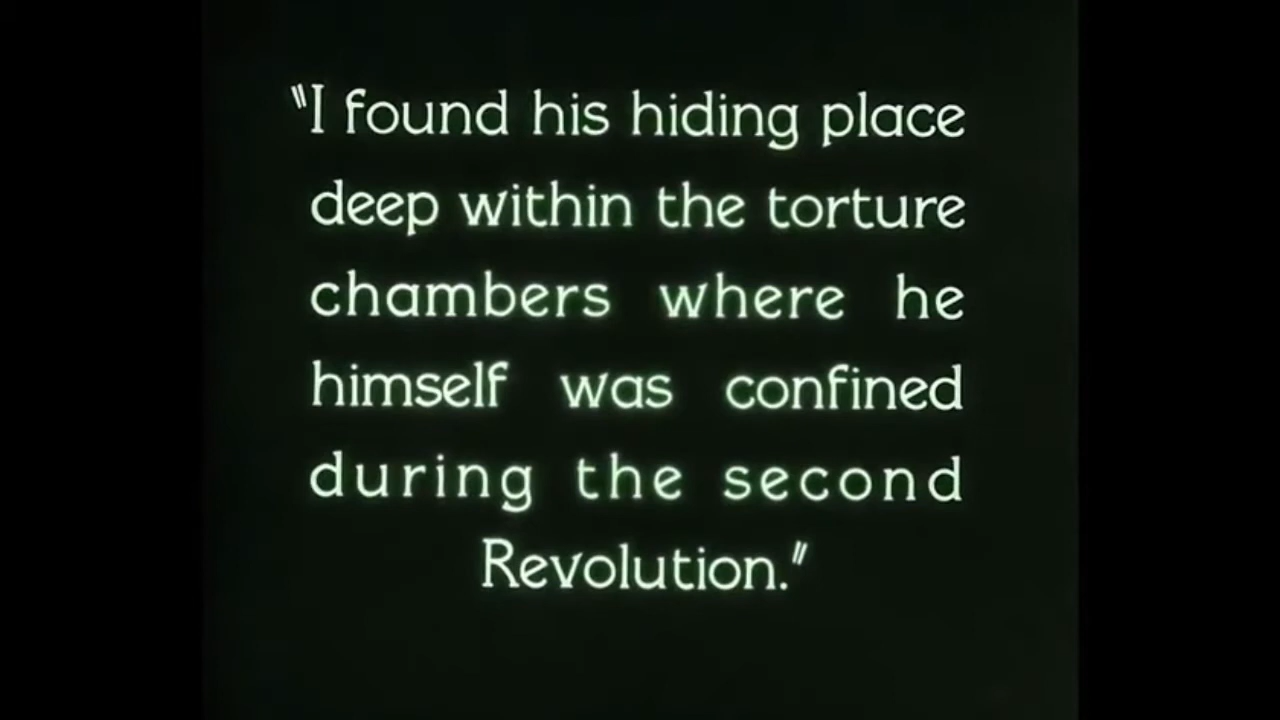 "I found his hiding place
deep within the torture
chambers where he
himself was confined
during the second
Revolution."